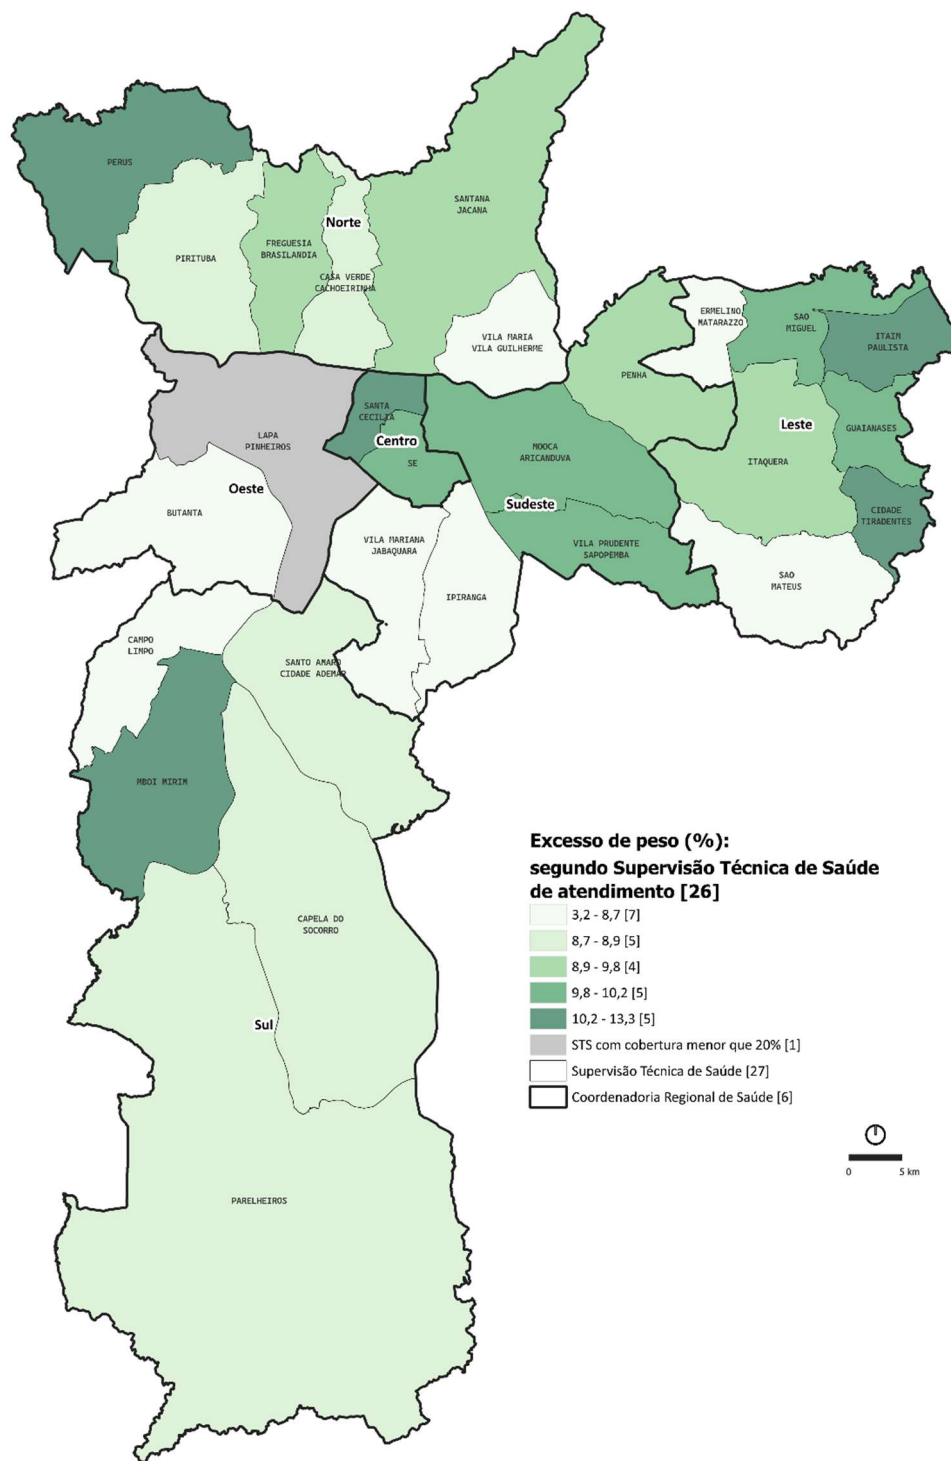 PERUS
PIRITUBA
FREGUESIA
BRASILANDIA
Norte
CASA VERDE
CACHOEIRINHA
SANTANA
JACANA
VILA MARIA
VILA GUILHERME
ERMELINO
MATARAZZO
SAO
MIGUEL
ITAIM
PAULISTA
PENHA
LAPA
PINHEIROS
SANTA
CECILIA
Centro
SE
MOOCA
ARICANDUVA
Leste
ITAQUERA
GUAIANASES
CIDADE
TIRADENTES
Oeste
BUTANTA
VILA MARIANA
JABAQUARA
IPIRANGA
Sudeste
VILA PRUDENTE
SAPOPEMBA
SAO
MATEUS
CAMPO
LIMPO
SANTO AMARO
CIDADE ADEMAR
MBOI MIRIM
CAPELA DO
SOCORRO
Sul
PARELHEIROS
Excesso de peso (%):
segundo Supervisão Técnica de Saúde
de atendimento [26]
3,2 - 8,7 [7]
8,7 - 8,9 [5]
8,9 - 9,8 [4]
9,8 - 10,2 [5]
10,2 - 13,3 [5]
STS com cobertura menor que 20% [1]
Supervisão Técnica de Saúde [27]
Coordenadoria Regional de Saúde [6]
0 5 km